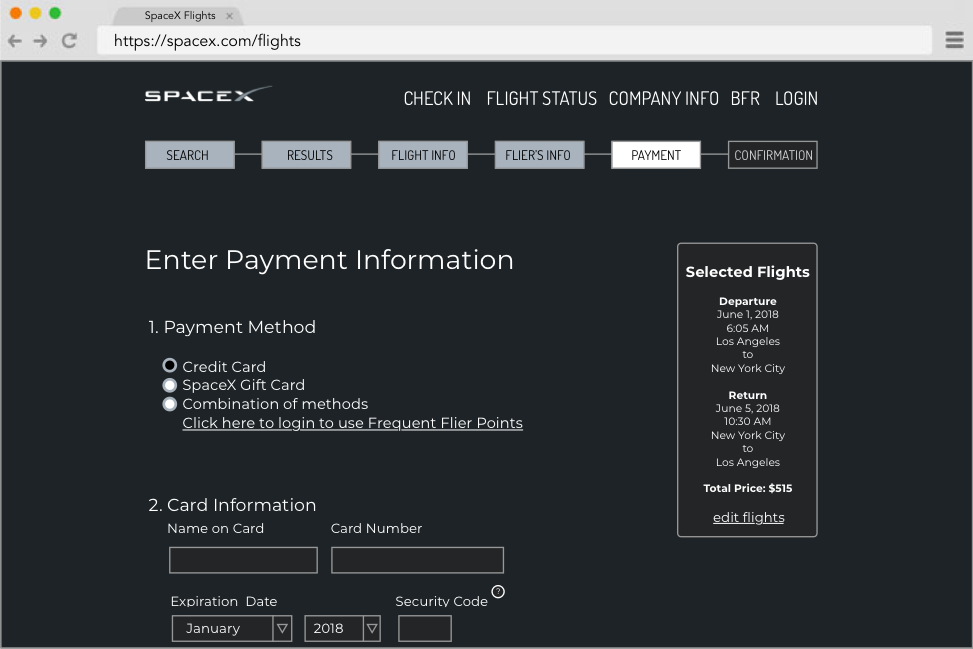 SpaceX Flights
https://spacex.com/flights
SPACEX
CHECK IN FLIGHT STATUS COMPANY INFO BFR LOGIN
SEARCH RESULTS FLIGHT INFO FLIER'S INFO PAYMENT CONFIRMATION
Enter Payment Information
1. Payment Method
Credit Card
SpaceX Gift Card
Combination of methods
Click here to login to use Frequent Flier Points
2. Card Information
Name on Card Card Number
Expiration Date Security Code ?
January 2018
Selected Flights
Departure
June 1, 2018
6:05 AM
Los Angeles
to
New York City
Return
June 5, 2018
10:30 AM
New York City
to
Los Angeles
Total Price: $515
edit flights